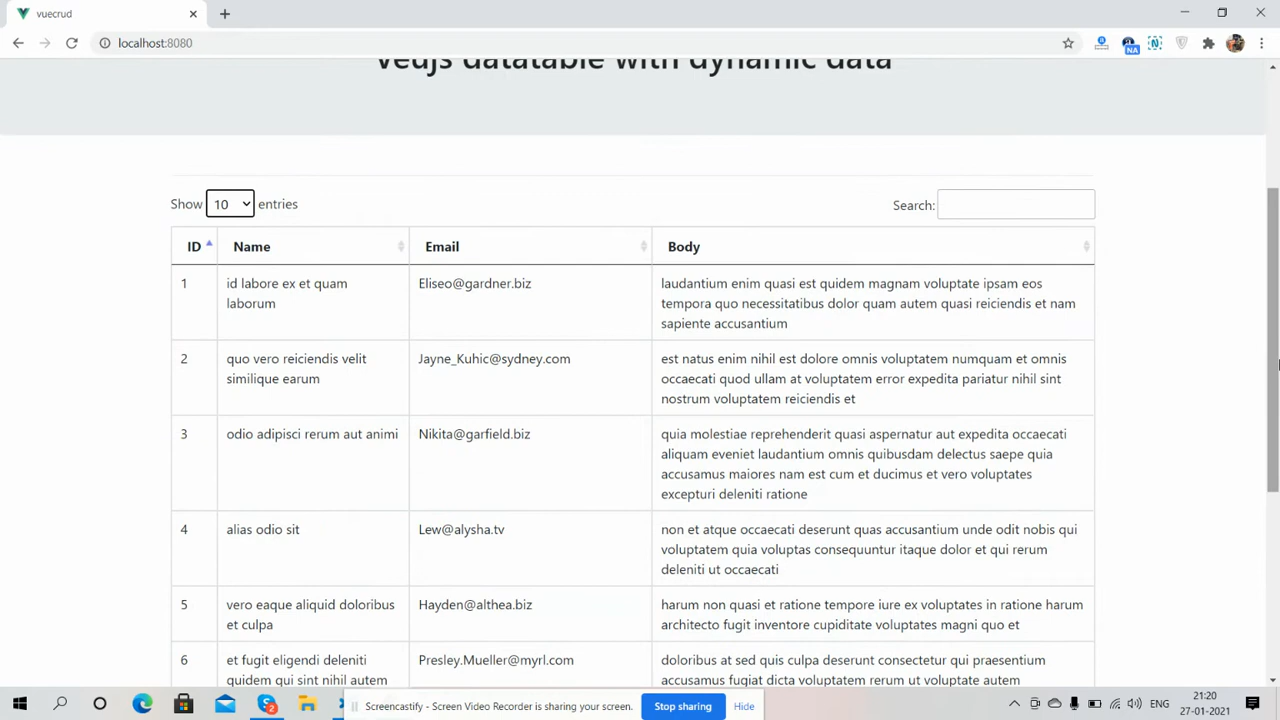 vuecrud
localhost:8080
NA
N
Veujs datatable with dynamic data
Show 10 entries
Search:
ID Name Email Body
1 id labore ex et quam laborum Eliseo@gardner.biz laudantium enim quasi est quidem magnam voluptate ipsam eos
tempora quo necessitatibus dolor quam autem quasi reiciendis et nam
sapiente accusantium
2 quo vero reiciendis velit similique earum Jayne_Kuhic@sydney.com est natus enim nihil est dolore omnis voluptatem numquam et omnis
occaecati quod ullam at voluptatem error expedita pariatur nihil sint
nostrum voluptatem reiciendis et
3 odio adipisci rerum aut animi Nikita@garfield.biz quia molestiae reprehenderit quasi aspernatur aut expedita occaecati
aliquam eveniet laudantium omnis quibusdam delectus saepe quia
accusamus maiores nam est cum et ducimus et vero voluptates
excepturi deleniti ratione
4 alias odio sit Lew@alysha.tv non et atque occaecati deserunt quas accusantium unde odit nobis qui
voluptatem quia voluptas consequuntur itaque dolor et qui rerum
deleniti ut occaecati
5 vero eaque aliquid doloribus et culpa Hayden@althea.biz harum non quasi et ratione tempore iure ex voluptates in ratione harum
architecto fugit inventore cupiditate voluptates magni quo et
6 et fugit eligendi deleniti quidem qui sint nihil autem Presley.Mueller@myrl.com doloribus at sed quis culpa deserunt consectetur qui praesentium
accusamus fugiat dicta voluptatem rerum ut voluptate autem
Screencastify - Screen Video Recorder is sharing your screen. Stop sharing Hide
ENG
21:20
27-01-2021